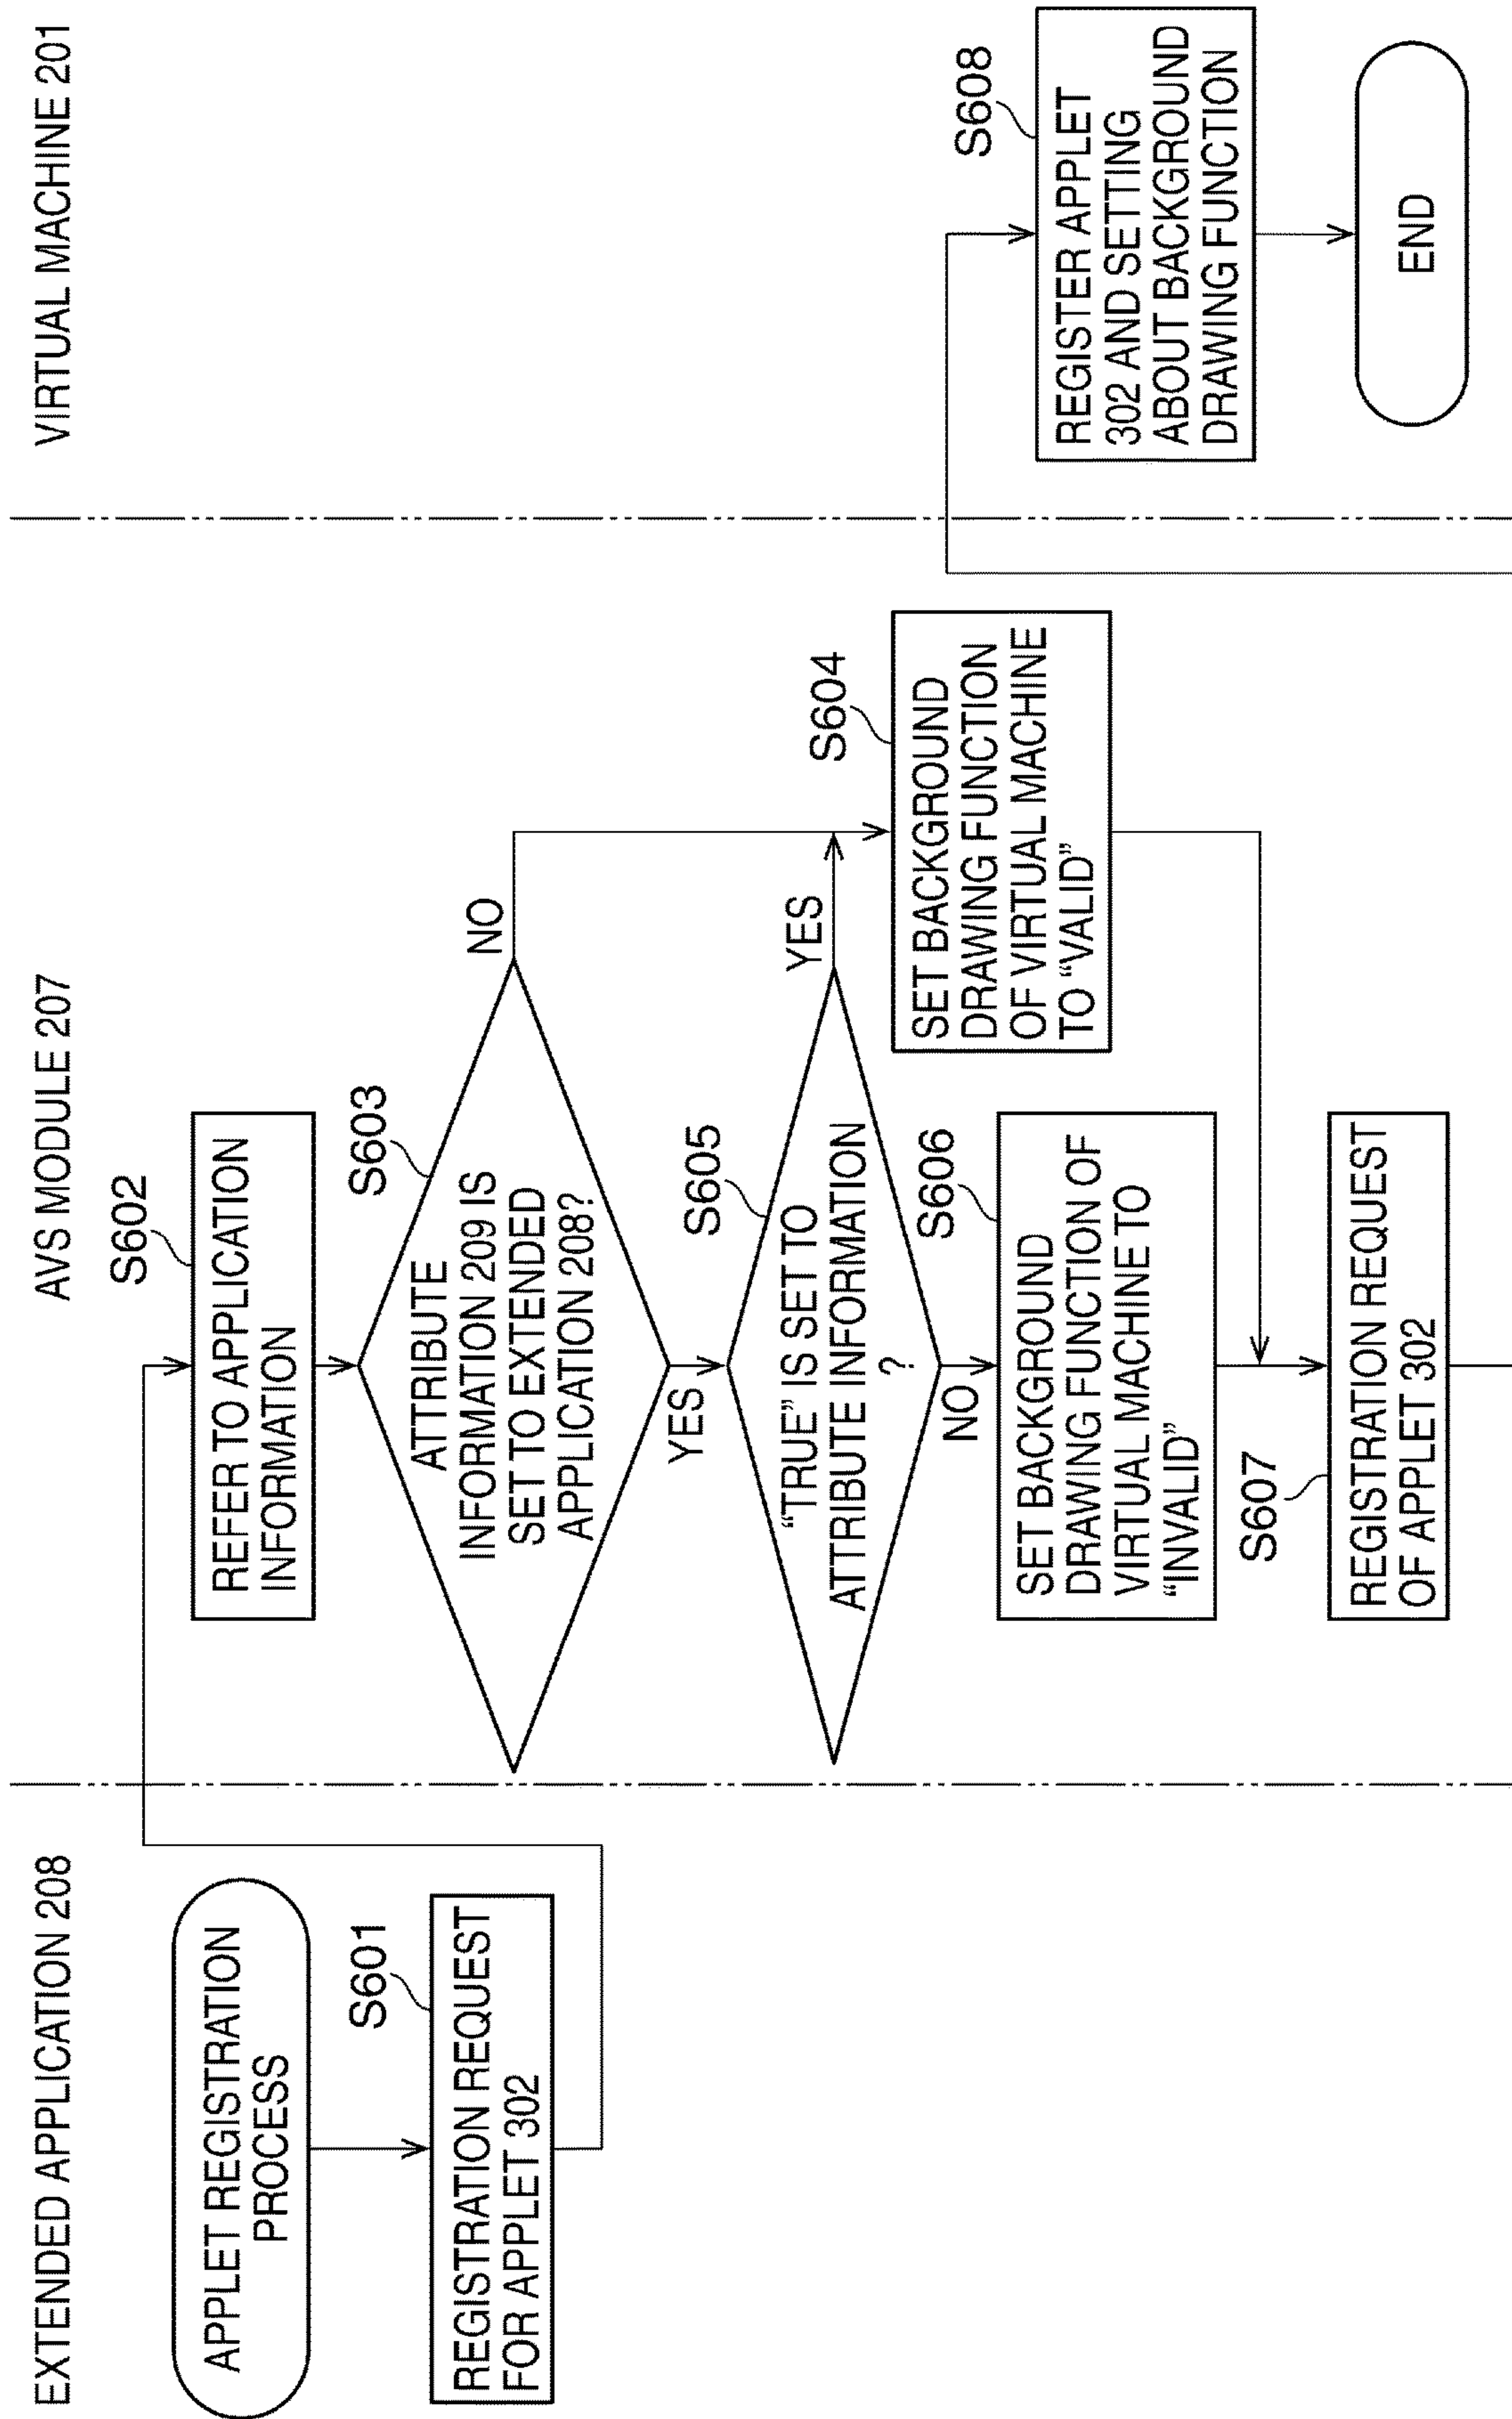 EXTENDED APPLICATION 208
APPLET REGISTRATION
PROCESS
S601
REGISTRATION REQUEST
FOR APPLET 302
AVS MODULE 207
S602
REFER TO APPLICATION
INFORMATION
S603
ATTRIBUTE
INFORMATION 209 IS
SET TO EXTENDED
APPLICATION 208?
NO
YES
S605
“TRUE” IS SET TO
ATTRIBUTE INFORMATION
?
YES
NO
S604
SET BACKGROUND
DRAWING FUNCTION
OF VIRTUAL MACHINE
TO “VALID”
S606
SET BACKGROUND
DRAWING FUNCTION OF
VIRTUAL MACHINE TO
“INVALID”
S607
REGISTRATION REQUEST
OF APPLET 302
VIRTUAL MACHINE 201
S608
REGISTER APPLET
302 AND SETTING
ABOUT BACKGROUND
DRAWING FUNCTION
END